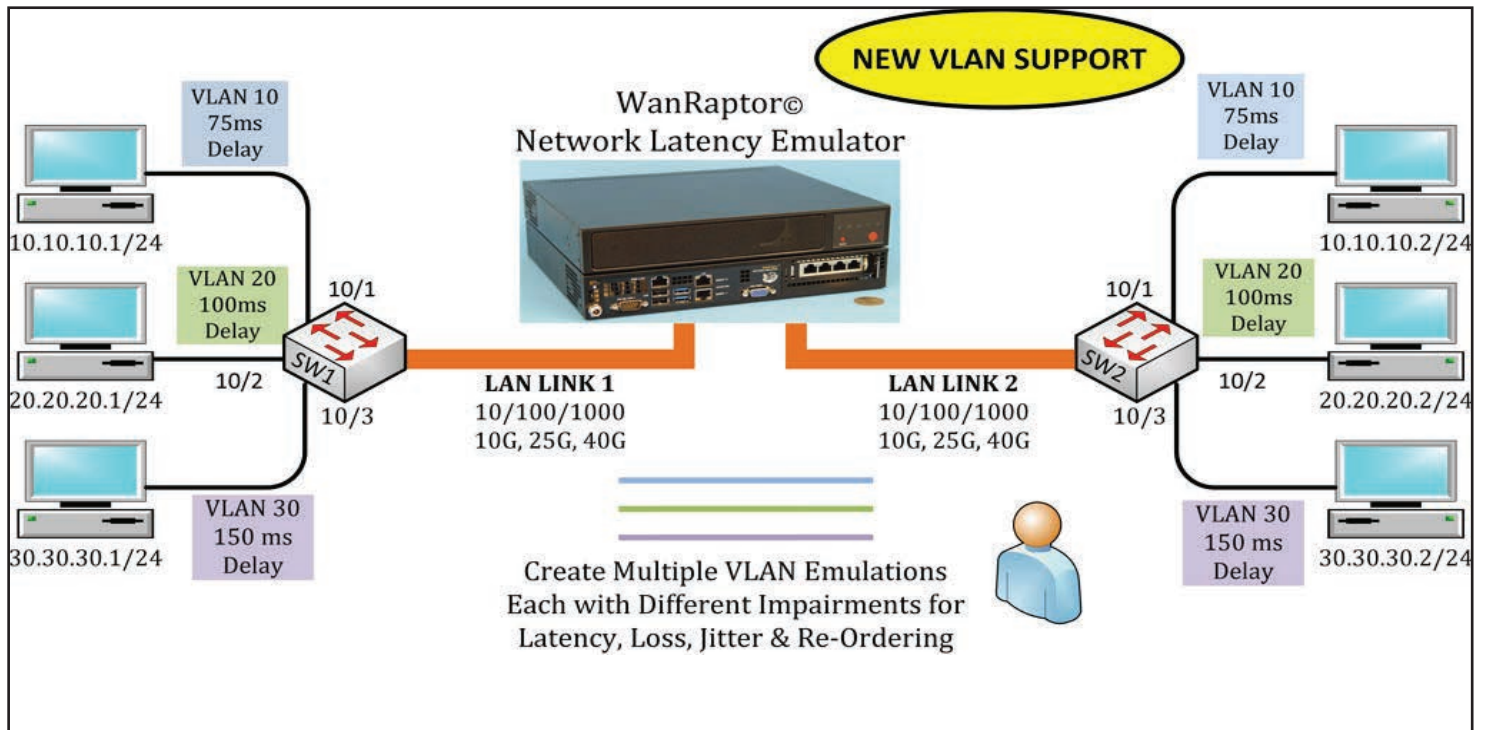 NEW VLAN SUPPORT
WanRaptor©
Network Latency Emulator
VLAN 10
75ms
Delay
10.10.10.1/24
VLAN 20
100ms
Delay
20.20.20.1/24
VLAN 30
150 ms
Delay
30.30.30.1/24
10/1
10/2
10/3
SW1
LAN LINK 1
10/100/1000
10G, 25G, 40G
LAN LINK 2
10/100/1000
10G, 25G, 40G
SW2
10/1
10/2
10/3
VLAN 10
75ms
Delay
10.10.10.2/24
VLAN 20
100ms
Delay
20.20.20.2/24
VLAN 30
150 ms
Delay
30.30.30.2/24
Create Multiple VLAN Emulations
Each with Different Impairments for
Latency, Loss, Jitter & Re-Ordering